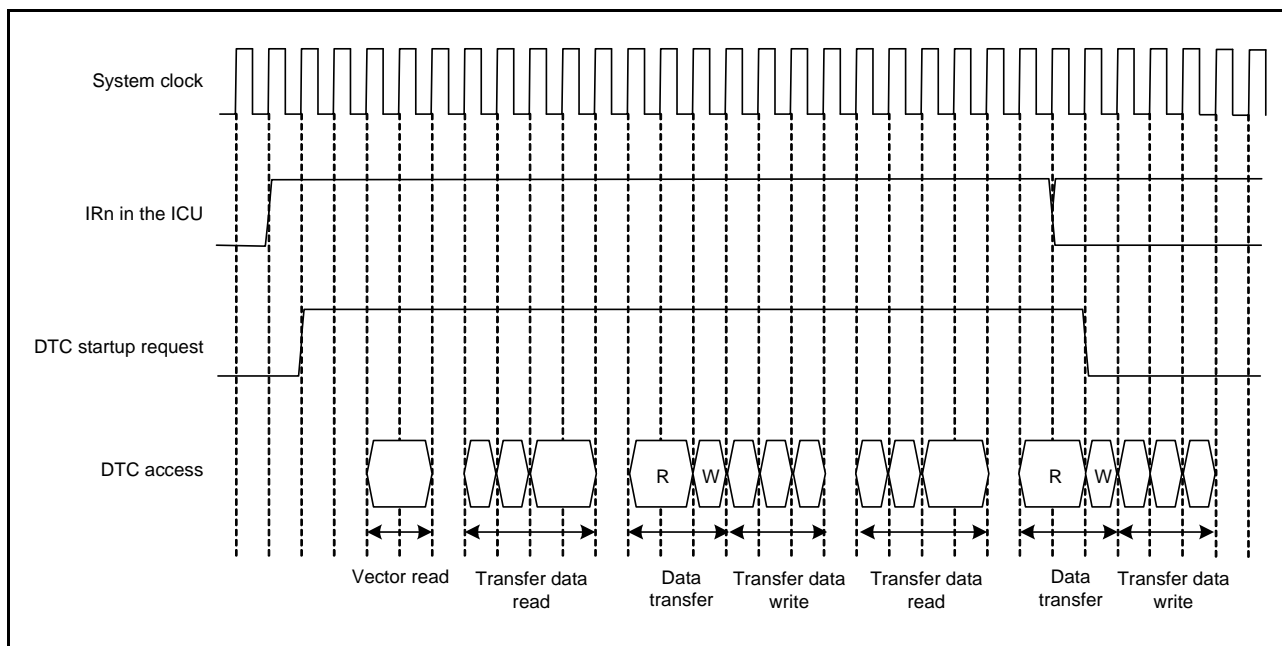 System clock
IRn in the ICU
DTC startup request
DTC access
R
W
R
W
Vector read
Transfer data
read
Data
transfer
Transfer data
write
Transfer data
read
Data
transfer
Transfer data
write